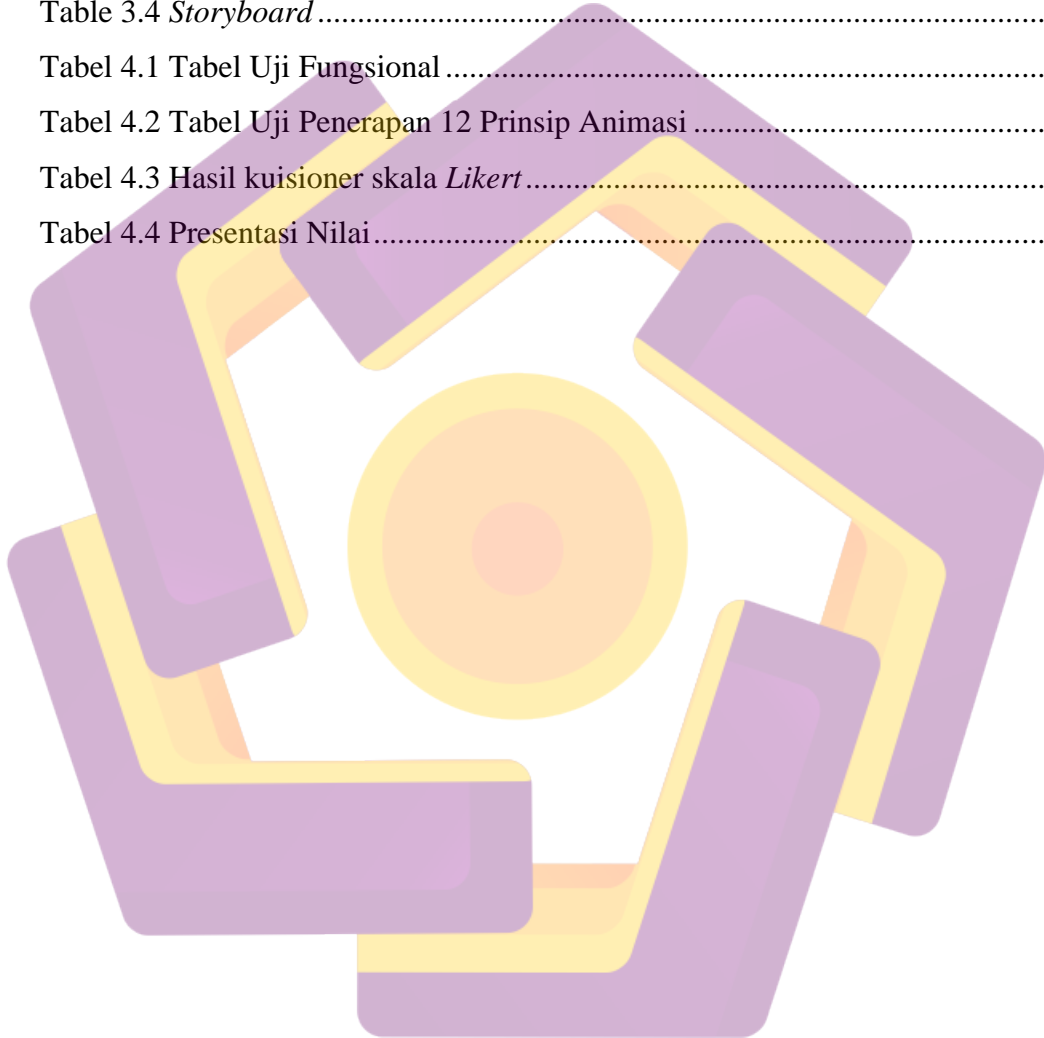 Table 3.4 Storyboard ........................................................................................
Tabel 4.1 Tabel Uji Fungsional ........................................................................
Tabel 4.2 Tabel Uji Penerapan 12 Prinsip Animasi ..........................................
Tabel 4.3 Hasil kuisioner skala Likert ..............................................................
Tabel 4.4 Presentasi Nilai .................................................................................